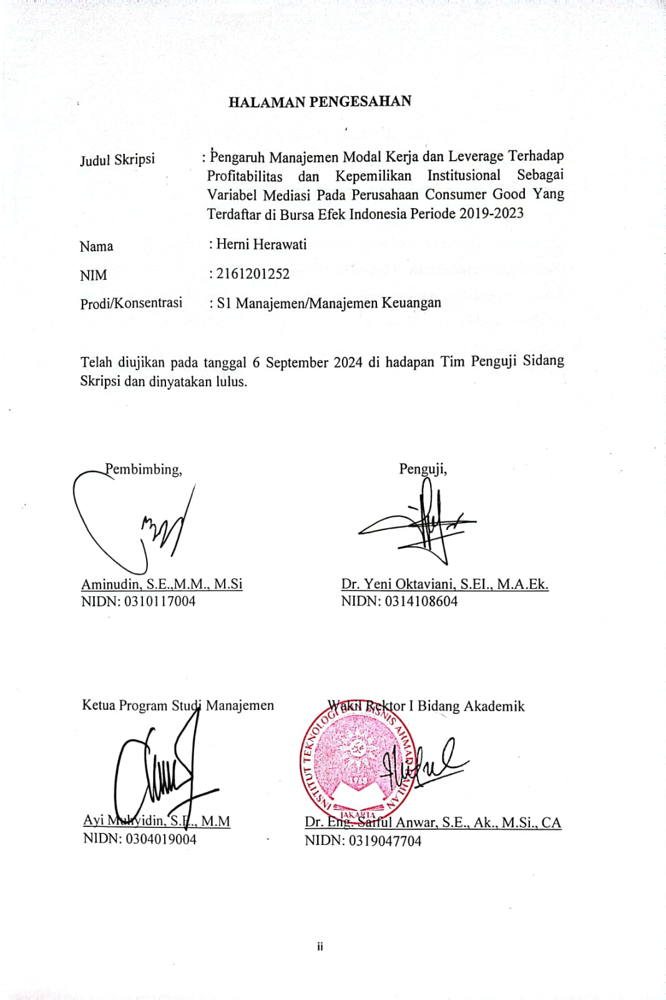 HALAMAN PENGESAHAN
Judul Skripsi : Pengaruh Manajemen Modal Kerja dan Leverage Terhadap
Profitabilitas dan Kepemilikan Institusional Sebagai
Variabel Mediasi Pada Perusahaan Consumer Good Yang
Terdaftar di Bursa Efek Indonesia Periode 2019-2023
Nama : Herni Herawati
NIM : 2161201252
Prodi/Konsentrasi : S1 Manajemen/Manajemen Keuangan
Telah diujikan pada tanggal 6 September 2024 di hadapan Tim Penguji Sidang
Skripsi dan dinyatakan lulus.
Pembimbing, Penguji,
Aminudin, S.E.,M.M., M.Si Dr. Yeni Oktaviani, S.EI., M.A.Ek.
NIDN: 0310117004 NIDN: 0314108604
Ketua Program Studi Manajemen Wakil Rektor I Bidang Akademik
INSTITUT TEKNOLOGI DAN BISNIS AHMAD DAHLAN
1968
JAKARTA
Ayi Muhyidin, S.E., M.M Dr. Eng. Saiful Anwar, S.E., Ak., M.Si., CA
NIDN: 0304019004 NIDN: 0319047704
ii